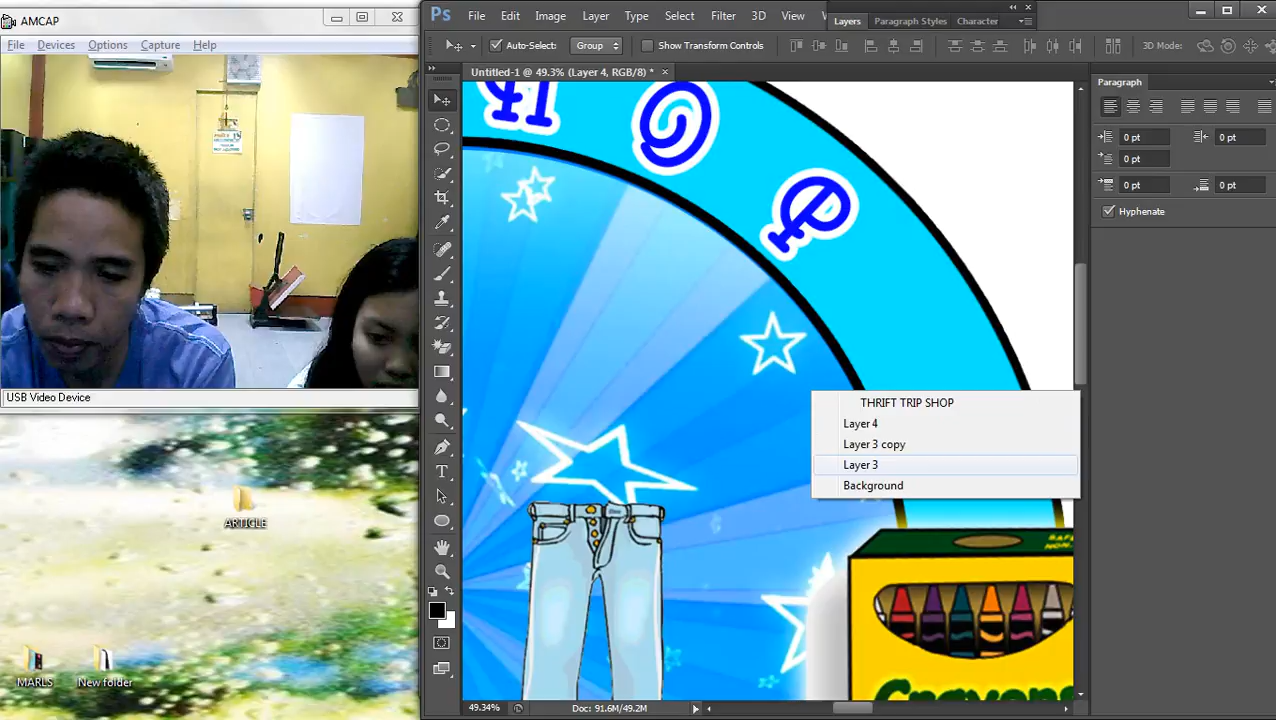 AMCAP
File Devices Options Capture Help
USB Video Device
ARTICLE
MARLS
New folder
Ps File Edit Image Layer Type Select Filter 3D View
Layers Paragraph Styles Character
Auto-Select: Group Show Transform Controls 3D Mode:
Untitled-1 @ 49.3% (Layer 4, RGB/8) *
THRIFT TRIP SHOP
Layer 4
Layer 3 copy
Layer 3
Background
Crayons
49.34% Doc: 91.6M/49.2M
Paragraph
0 pt 0 pt
0 pt
0 pt 0 pt
Hyphenate